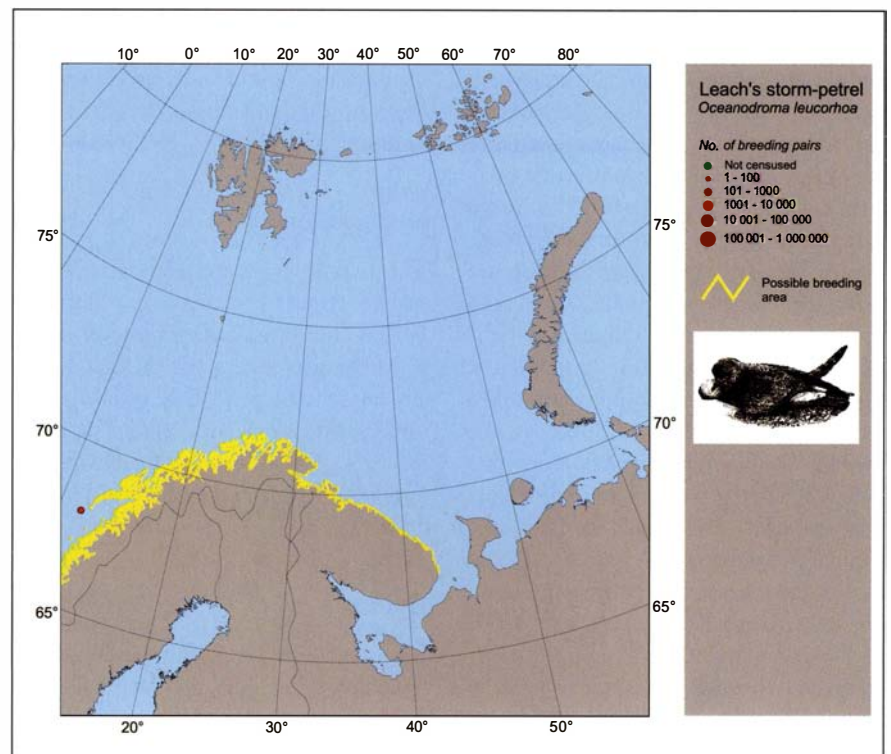 10° 0° 10° 20° 30° 40° 50° 60° 70° 80°
75°
70°
65°
75°
70°
65°
20° 30° 40° 50°
Leach's storm-petrel
Oceanodroma leucorhoa
No. of breeding pairs
Not censused
1 - 100
101 - 1000
1001 - 10 000
10 001 - 100 000
100 001 - 1 000 000
Possible breeding
area